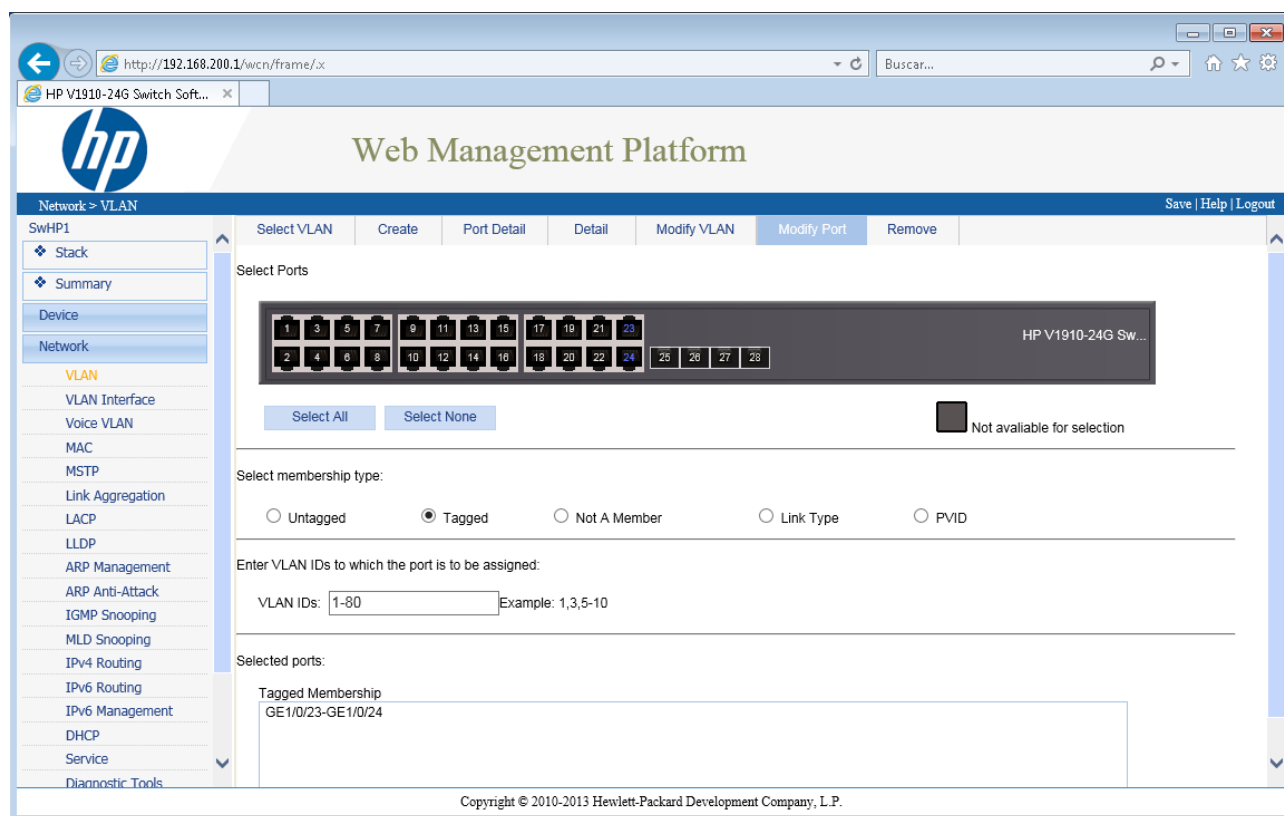 http://192.168.200.1/wcn/frame/.x
Buscar...
HP V1910-24G Switch Soft...
hp
Web Management Platform
Network > VLAN
Save | Help | Logout
SwHP1
Stack
Summary
Device
Network
VLAN
VLAN Interface
Voice VLAN
MAC
MSTP
Link Aggregation
LACP
LLDP
ARP Management
ARP Anti-Attack
IGMP Snooping
MLD Snooping
IPv4 Routing
IPv6 Routing
IPv6 Management
DHCP
Service
Diagnostic Tools
Select VLAN Create Port Detail Detail Modify VLAN Modify Port Remove
Select Ports
1 3 5 7 9 11 13 15 17 19 21 23
HP V1910-24G Sw...
2 4 6 8 10 12 14 16 18 20 22 24 25 26 27 28
Select All Select None
Not avaliable for selection
Select membership type:
Untagged Tagged Not A Member Link Type PVID
Enter VLAN IDs to which the port is to be assigned:
VLAN IDs: 1-80 Example: 1,3,5-10
Selected ports:
Tagged Membership
GE1/0/23-GE1/0/24
Copyright © 2010-2013 Hewlett-Packard Development Company, L.P.